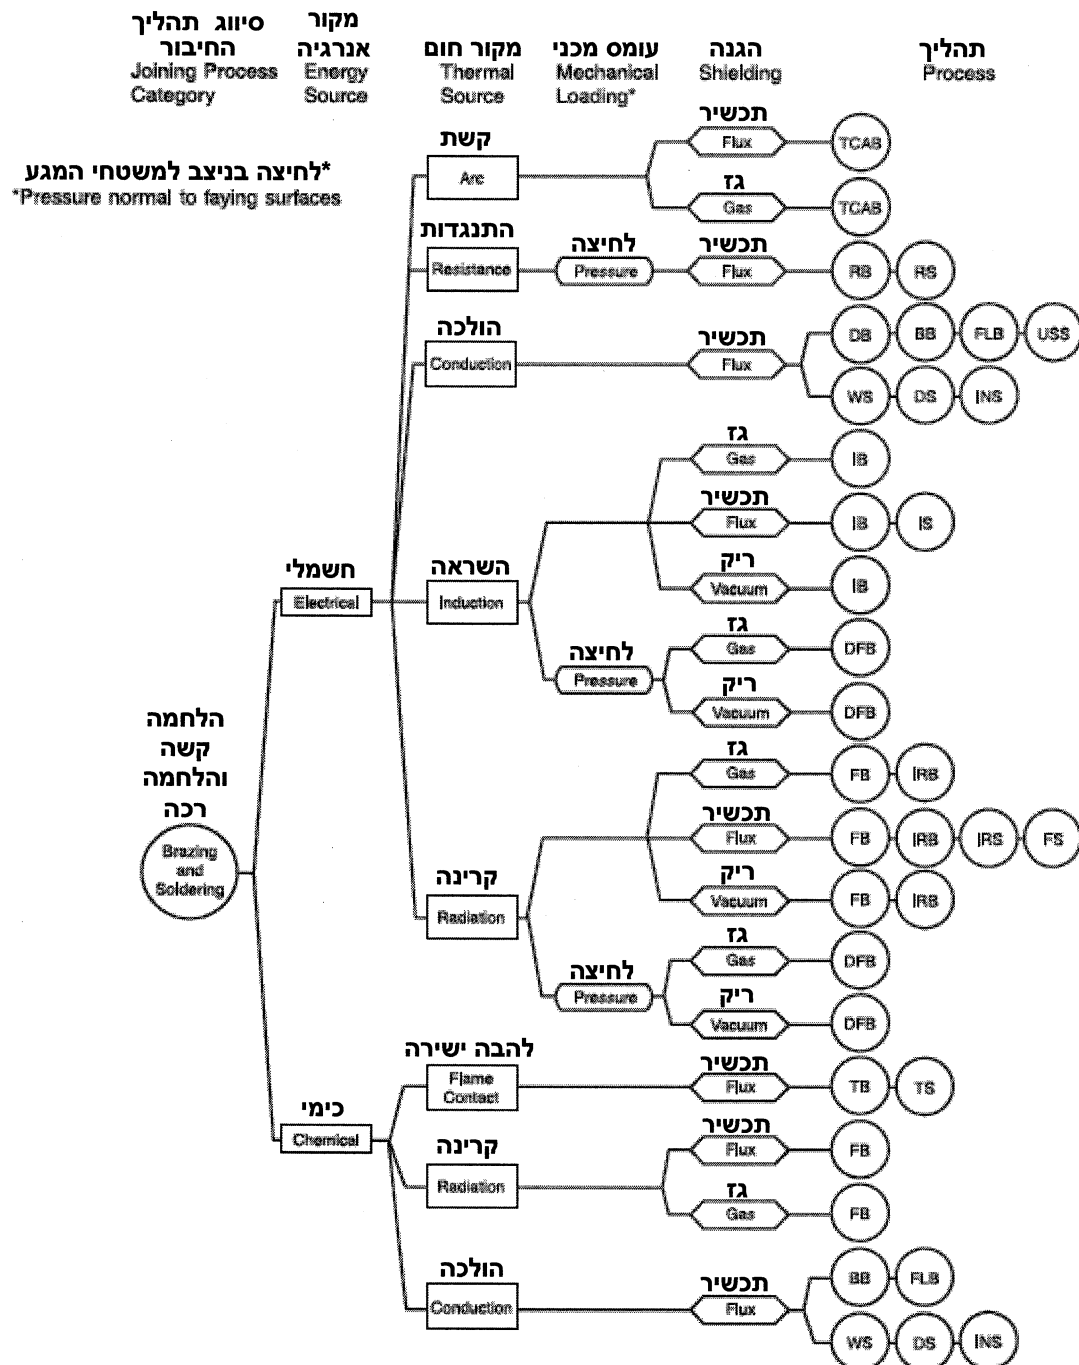 סיווג תהליך
החיבור
Joining Process
Category
מקור
אנרגיה
Energy
Source
מקור חום
Thermal
Source
עומס מכני
Mechanical
Loading*
הגנה
Shielding
תהליך
Process
*לחיצה בניצב למשטחי המגע
*Pressure normal to faying surfaces
קשת
Arc
תכשיר
Flux
TCAB
גז
Gas
TCAB
התנגדות
Resistance
לחיצה
Pressure
תכשיר
Flux
RB RS
הולכה
Conduction
תכשיר
Flux
DB BB FLB USS
WS DS INS
חשמלי
Electrical
השראה
Induction
גז
Gas
IB
תכשיר
Flux
IB IS
ריק
Vacuum
IB
לחיצה
Pressure
גז
Gas
DFB
ריק
Vacuum
DFB
הלחמה
קשה
והלחמה
רכה
Brazing
and
Soldering
קרינה
Radiation
גז
Gas
FB IRB
תכשיר
Flux
FB IRB IRS FS
ריק
Vacuum
FB IRB
לחיצה
Pressure
גז
Gas
DFB
ריק
Vacuum
DFB
כימי
Chemical
להבה ישירה
Flame
Contact
תכשיר
Flux
TB TS
קרינה
Radiation
תכשיר
Flux
FB
גז
Gas
FB
הולכה
Conduction
תכשיר
Flux
BB FLB
WS DS INS